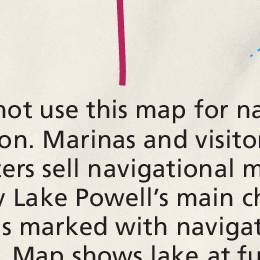 not use this map for na
on. Marinas and visito
ters sell navigational m
y Lake Powell's main ch
s marked with navigat
. Map shows lake at fu